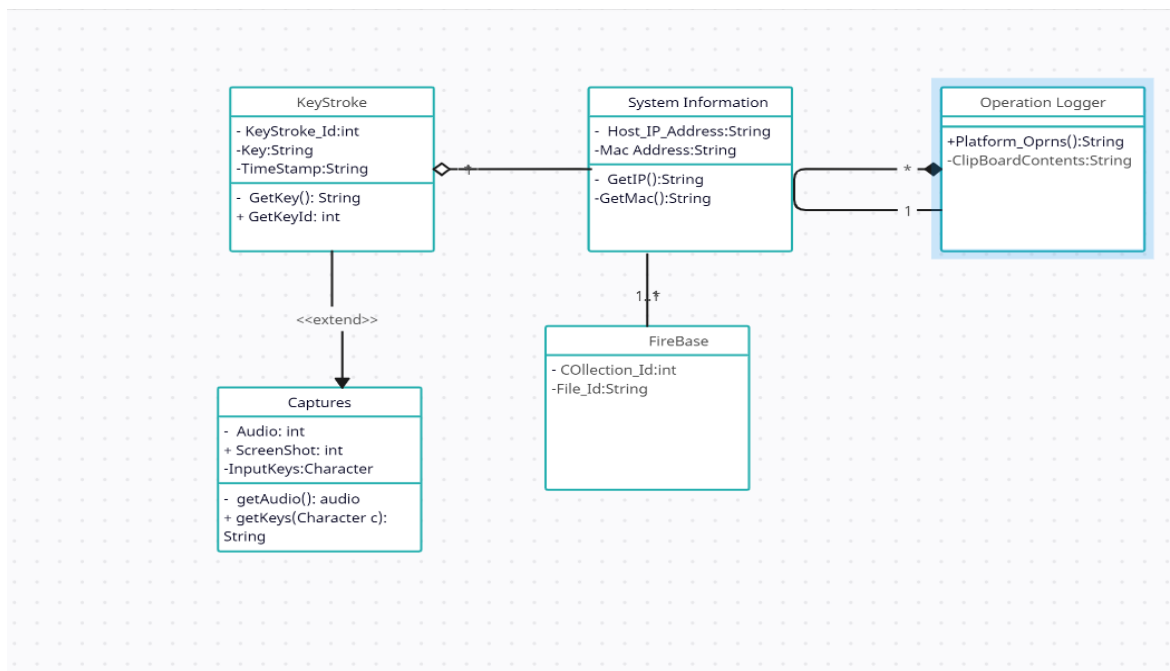 KeyStroke
- KeyStroke_Id:int
-Key:String
-TimeStamp:String
- GetKey(): String
+ GetKeyId: int
System Information
- Host_IP_Address:String
-Mac Address:String
- GetIP():String
-GetMac():String
Operation Logger
+Platform_Oprns():String
-ClipBoardContents:String
*
1
1..*
<<extend>>
FireBase
- COllection_Id:int
-File_Id:String
Captures
- Audio: int
+ ScreenShot: int
-InputKeys:Character
- getAudio(): audio
+ getKeys(Character c):
String